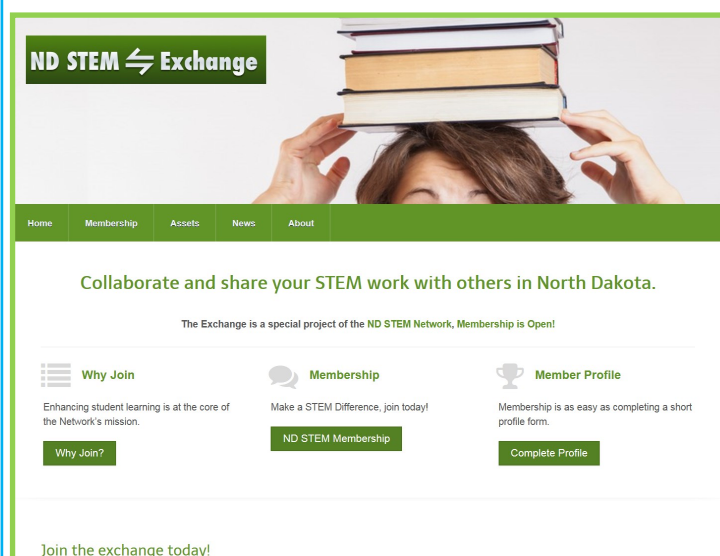 ND STEM Exchange
Home Membership Assets News About
Collaborate and share your STEM work with others in North Dakota.
The Exchange is a special project of the ND STEM Network, Membership is Open!
Why Join
Enhancing student learning is at the core of
the Network's mission.
Why Join?
Membership
Make a STEM Difference, join today!
ND STEM Membership
Member Profile
Membership is as easy as completing a short
profile form.
Complete Profile
Join the exchange today!